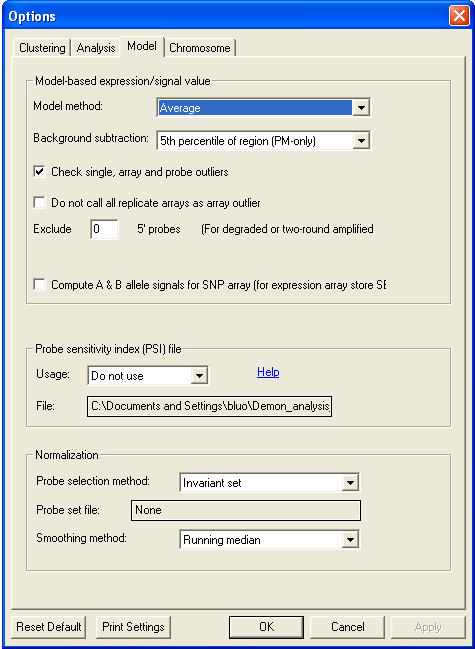 Options
Clustering Analysis Model Chromosome
Model-based expression/signal value
Model method: Average
Background subtraction: 5th percentile of region (PM-only)
Check single, array and probe outliers
Do not call all replicate arrays as array outlier
Exclude 0 5' probes (For degraded or two-round amplified
Compute A & B allele signals for SNP array (for expression array store SE
Probe sensitivity index (PSI) file
Usage: Do not use Help
File: C:\Documents and Settings\bluo\Demon_analysis
Normalization
Probe selection method: Invariant set
Probe set file: None
Smoothing method: Running median
Reset Default Print Settings OK Cancel Apply